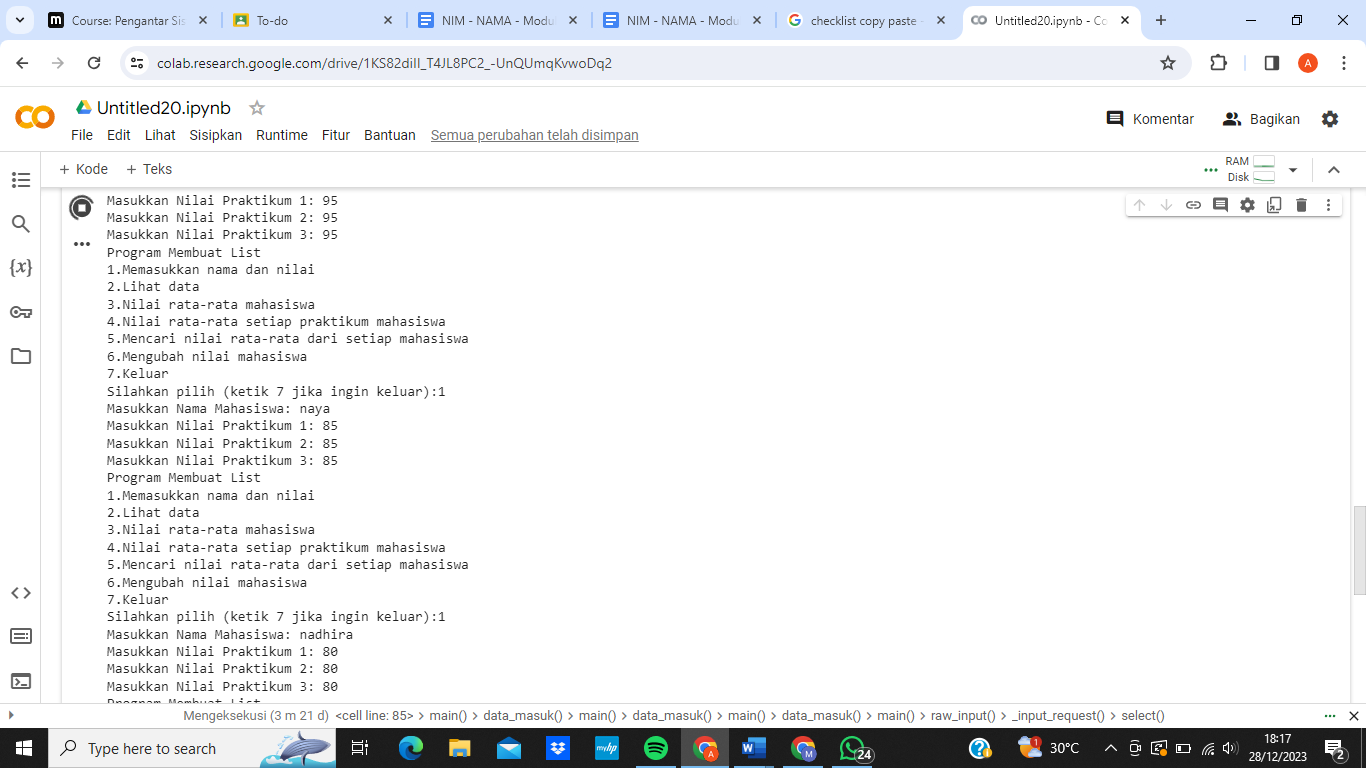 Course: Pengantar Sis
To-do
NIM - NAMA - Modu
NIM - NAMA - Modu
checklist copy paste -
Untitled20.ipynb - Co
colab.research.google.com/drive/1KS82diII_T4JL8PC2_-UnQUmqKvwoDq2
A
Untitled20.ipynb
File Edit Lihat Sisipkan Runtime Fitur Bantuan Semua perubahan telah disimpan
Komentar
Bagikan
+ Kode + Teks
RAM
Disk
Masukkan Nilai Praktikum 1: 95
Masukkan Nilai Praktikum 2: 95
Masukkan Nilai Praktikum 3: 95
Program Membuat List
1.Memasukkan nama dan nilai
2.Lihat data
3.Nilai rata-rata mahasiswa
4.Nilai rata-rata setiap praktikum mahasiswa
5.Mencari nilai rata-rata dari setiap mahasiswa
6.Mengubah nilai mahasiswa
7.Keluar
Silahkan pilih (ketik 7 jika ingin keluar):1
Masukkan Nama Mahasiswa: naya
Masukkan Nilai Praktikum 1: 85
Masukkan Nilai Praktikum 2: 85
Masukkan Nilai Praktikum 3: 85
Program Membuat List
1.Memasukkan nama dan nilai
2.Lihat data
3.Nilai rata-rata mahasiswa
4.Nilai rata-rata setiap praktikum mahasiswa
5.Mencari nilai rata-rata dari setiap mahasiswa
6.Mengubah nilai mahasiswa
7.Keluar
Silahkan pilih (ketik 7 jika ingin keluar):1
Masukkan Nama Mahasiswa: nadhira
Masukkan Nilai Praktikum 1: 80
Masukkan Nilai Praktikum 2: 80
Masukkan Nilai Praktikum 3: 80
Program Membuat List
Mengeksekusi (3 m 21 d) <cell line: 85> > main() > data_masuk() > main() > data_masuk() > main() > data_masuk() > main() > raw_input() > _input_request() > select()
Type here to search
24
30°C
18:17
28/12/2023
2